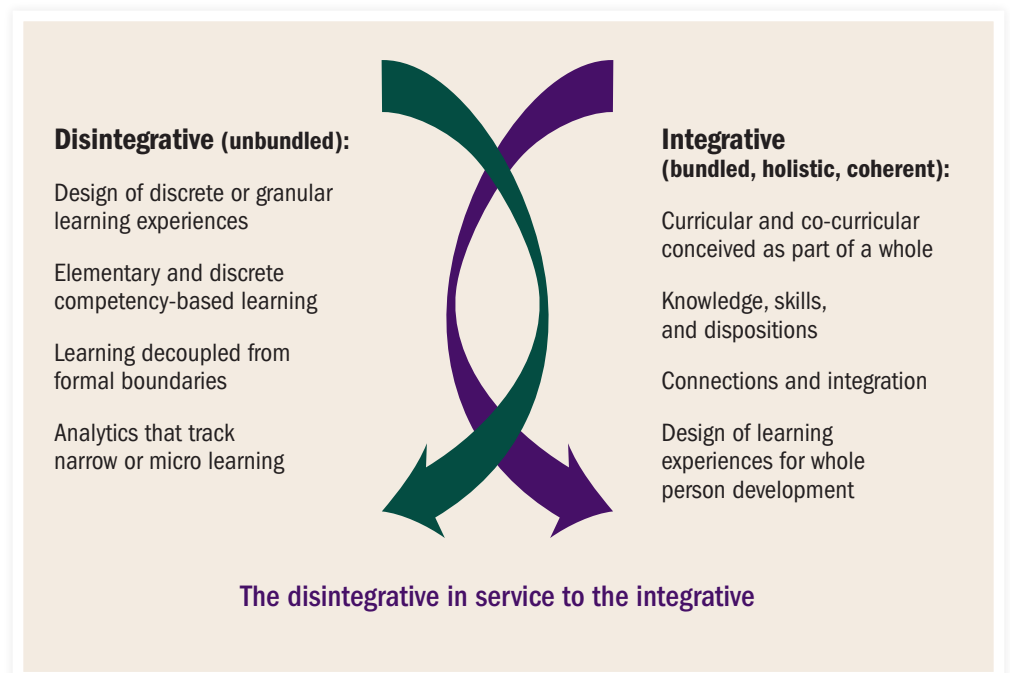 Disintegrative (unbundled):
Design of discrete or granular
learning experiences
Elementary and discrete
competency-based learning
Learning decoupled from
formal boundaries
Analytics that track
narrow or micro learning
Integrative
(bundled, holistic, coherent):
Curricular and co-curricular
conceived as part of a whole
Knowledge, skills,
and dispositions
Connections and integration
Design of learning
experiences for whole
person development
The disintegrative in service to the integrative